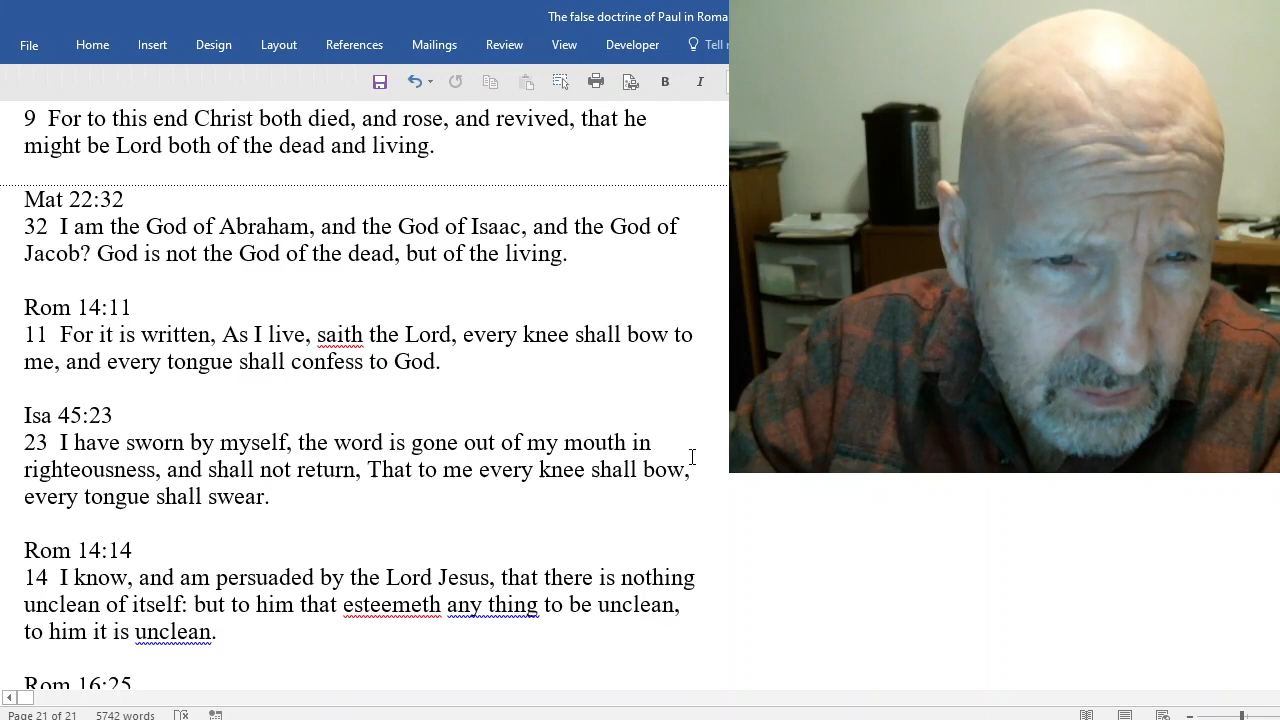 The false doctrine of Paul in Roma
File Home Insert Design Layout References Mailings Review View Developer Tell
B I
9 For to this end Christ both died, and rose, and revived, that he
might be Lord both of the dead and living.
Mat 22:32
32 I am the God of Abraham, and the God of Isaac, and the God of
Jacob? God is not the God of the dead, but of the living.
Rom 14:11
11 For it is written, As I live, saith the Lord, every knee shall bow to
me, and every tongue shall confess to God.
Isa 45:23
23 I have sworn by myself, the word is gone out of my mouth in
righteousness, and shall not return, That to me every knee shall bow,
every tongue shall swear.
Rom 14:14
14 I know, and am persuaded by the Lord Jesus, that there is nothing
unclean of itself: but to him that esteemeth any thing to be unclean,
to him it is unclean.
Rom 16:25
Page 21 of 21 5742 words